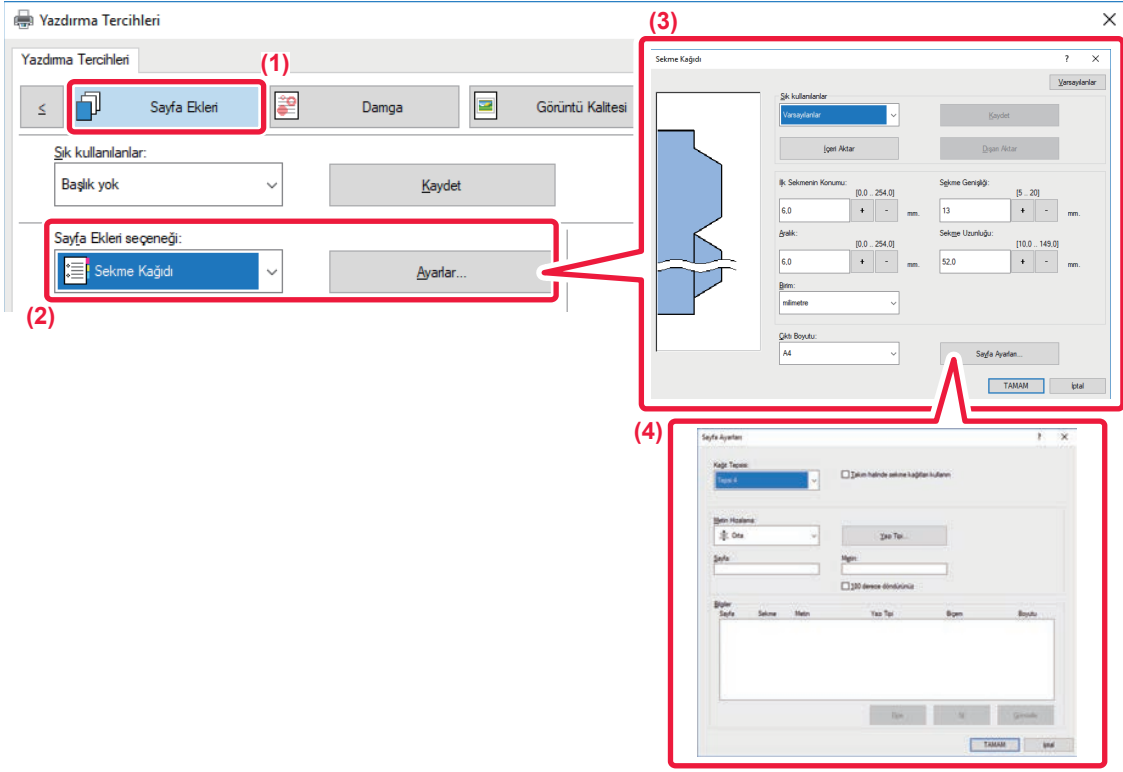 Yazdırma Tercihleri
Yazdırma Tercihleri
(1)
<
Sayfa Ekleri
Damga
Görüntü Kalitesi
Sık kullanılanlar:
Başlık yok
Kaydet
Sayfa Ekleri seçeneği:
Sekme Kağıdı
Ayarlar...
(2)
(3)
Sekme Kağıdı
? ×
Varsayılanlar
Sık kullanılanlar
Varsayılanlar
Kaydet
İçeri Aktar
Dışarı Aktar
İlk Sekmenin Konumu:
[0,0 .. 254,0]
6,0
+ -
mm.
Sekme Genişliği:
[5 .. 20]
13
+ -
mm.
Aralık:
[0,0 .. 254,0]
6,0
+ -
mm.
Sekme Uzunluğu:
[10,0 .. 149,0]
52,0
+ -
mm.
Birim:
milimetre
Çıktı Boyutu:
A4
Sayfa Ayarları...
TAMAM
İptal
(4)
Sayfa Ayarları
? ×
Kağıt Tepsisi:
Tepsi 4
Takım halinde sekme kağıtları kullanın
Metin Hizalama:
Orta
Yazı Tipi...
Sayfa:
Metin:
180 derece döndürünüz
Bilgiler
Sayfa Sekme Metin Yazı Tipi Biçem Boyutu
Ekle
Sil
Güncelle
TAMAM
İptal